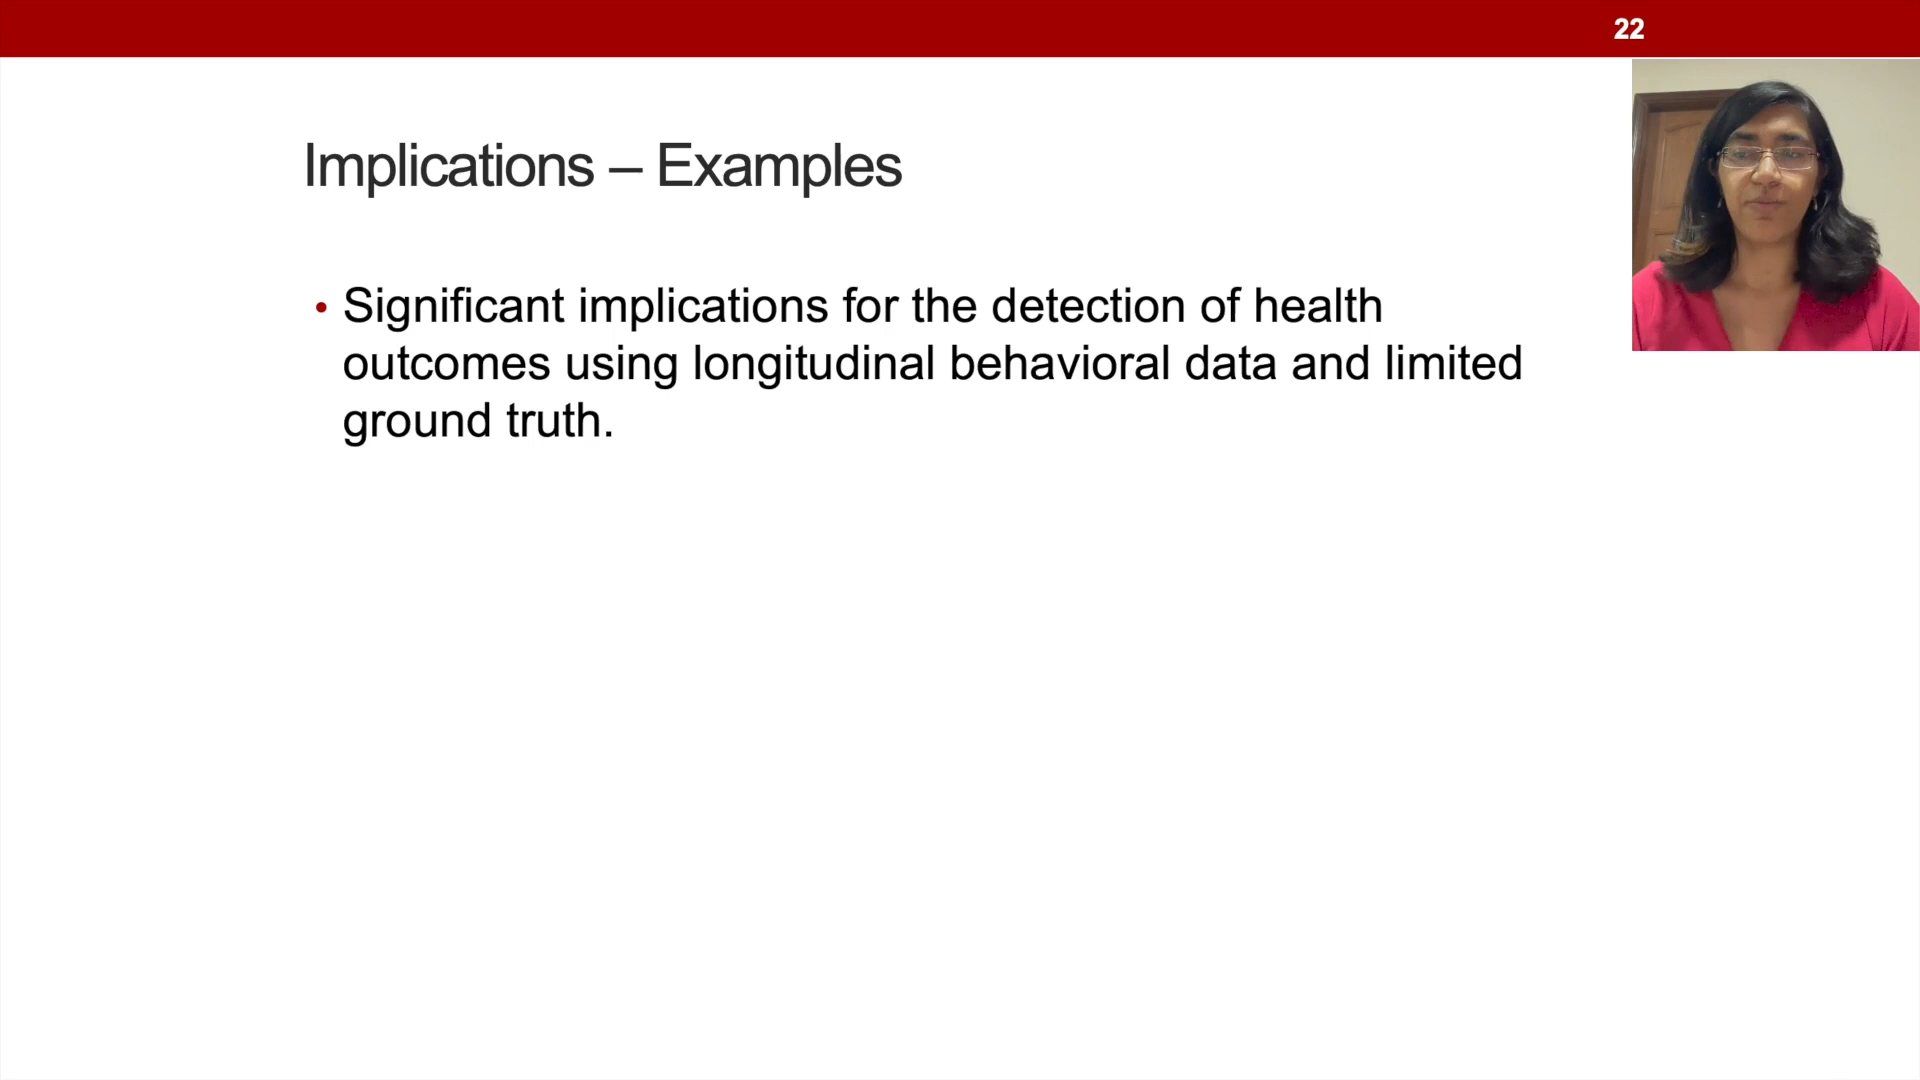 22
Implications – Examples
• Significant implications for the detection of health
outcomes using longitudinal behavioral data and limited
ground truth.